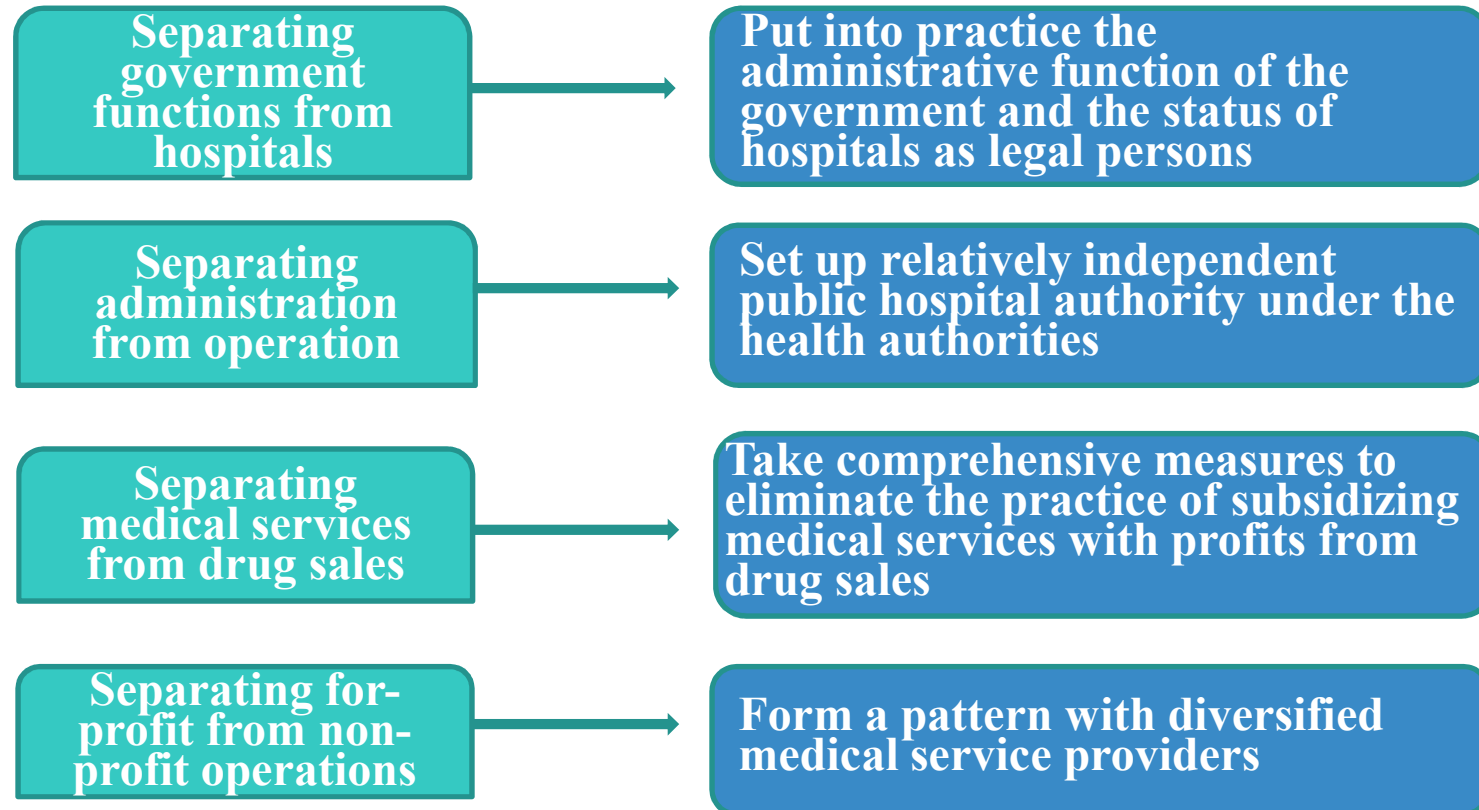 Separating
government
functions from
hospitals
Put into practice the
administrative function of the
government and the status of
hospitals as legal persons
Separating
administration
from operation
Set up relatively independent
public hospital authority under the
health authorities
Separating
medical services
from drug sales
Take comprehensive measures to
eliminate the practice of subsidizing
medical services with profits from
drug sales
Separating for-
profit from non-
profit operations
Form a pattern with diversified
medical service providers